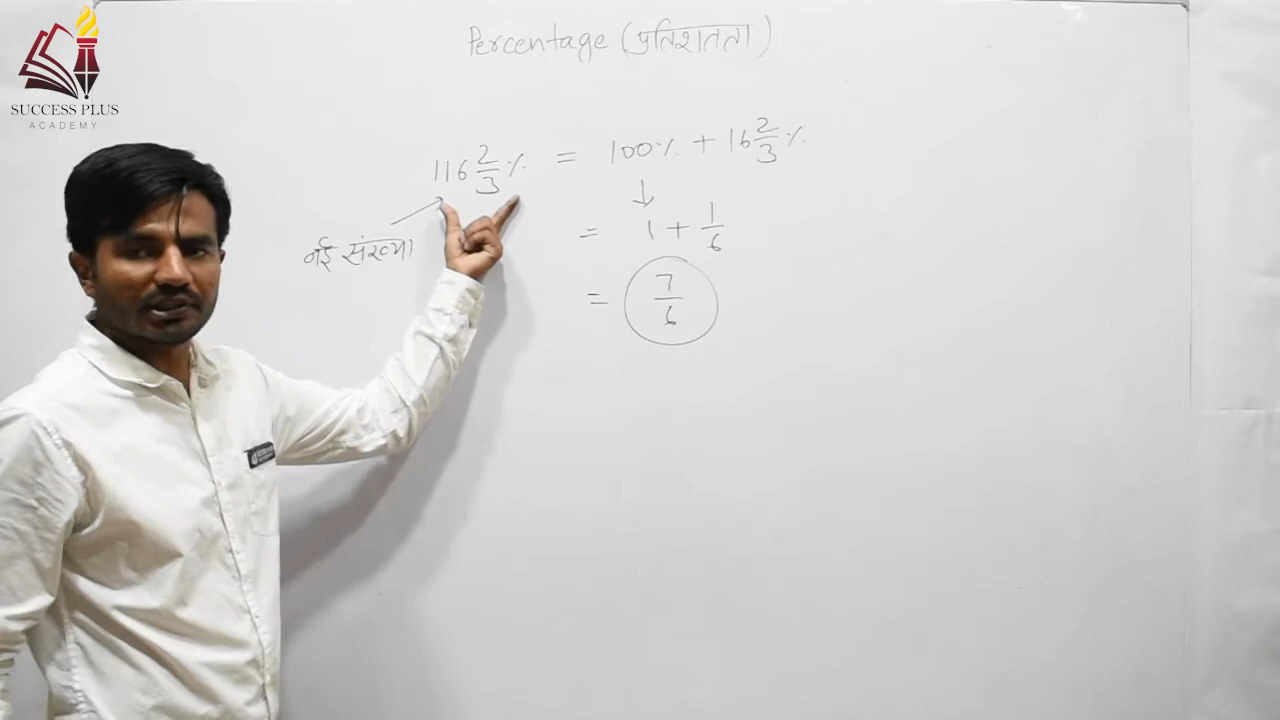 SUCCESS PLUS
ACADEMY
Percentage (प्रतिशतता)
116 2/3 % = 100% + 16 2/3 %
↓
नई संख्या
= 1 + 1/6
= 7/6